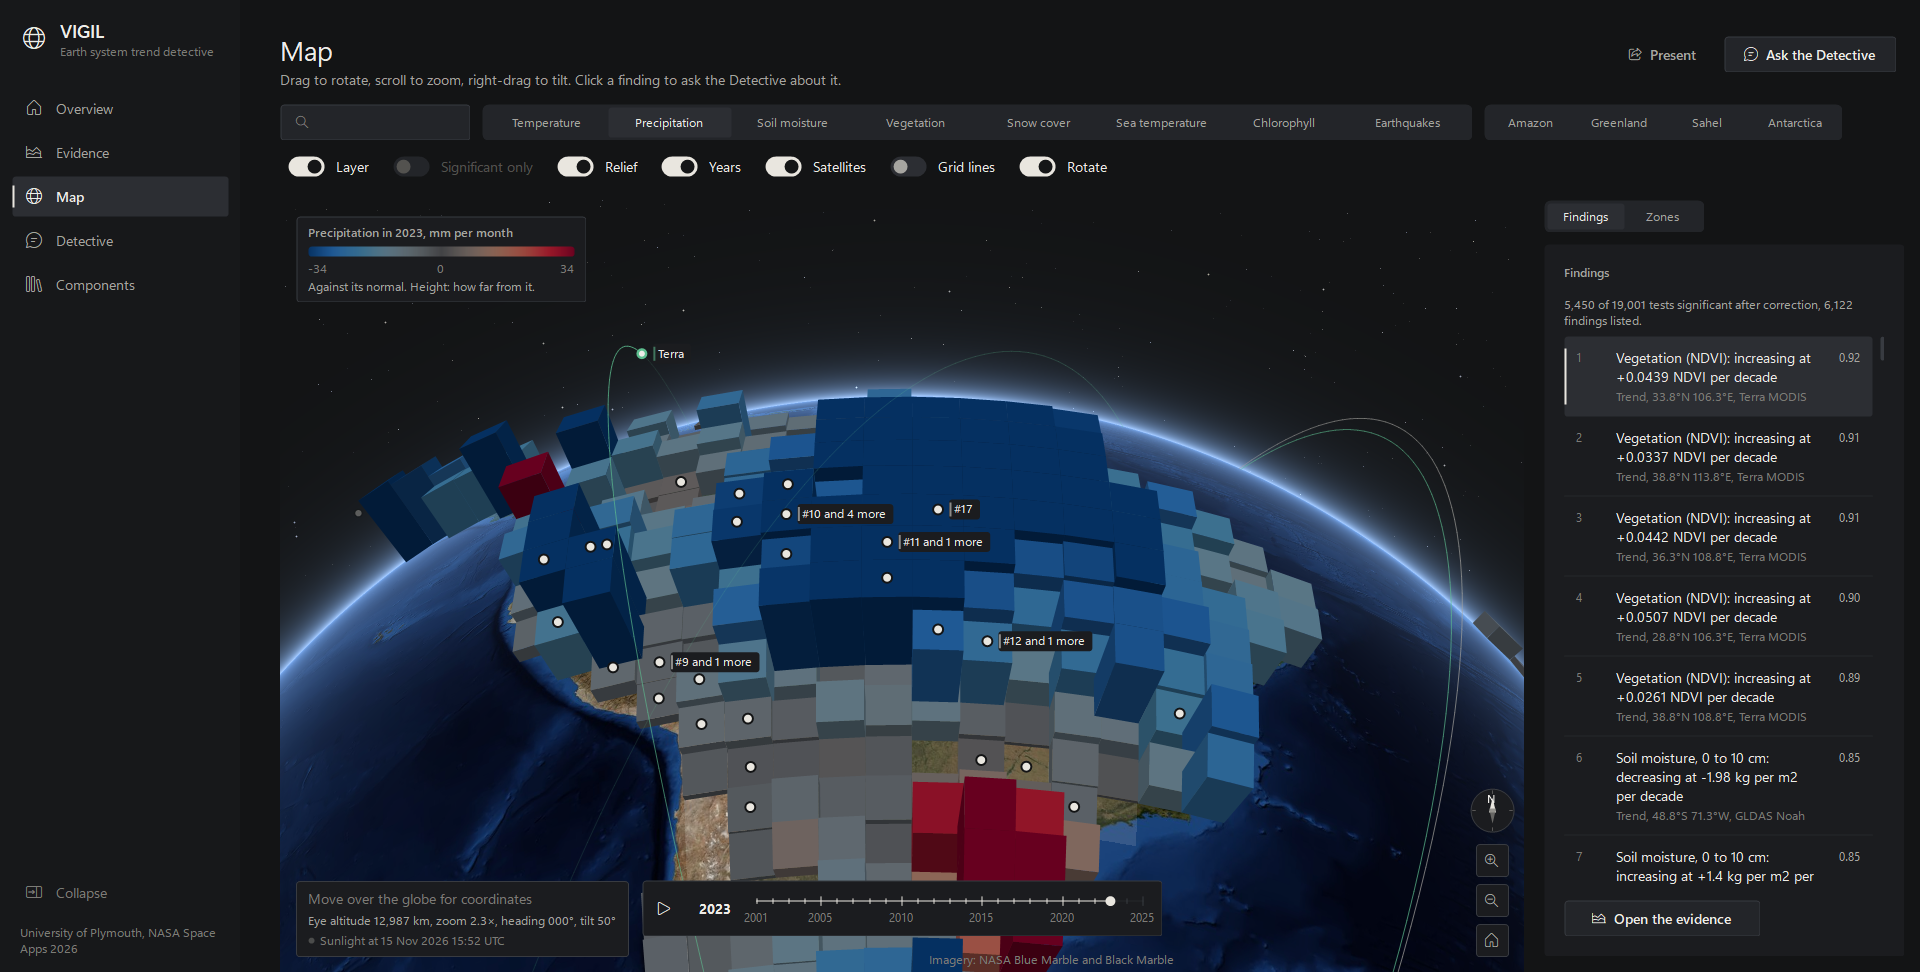 VIGIL
Earth system trend detective
Overview
Evidence
Map
Detective
Components
Collapse
University of Plymouth, NASA Space
Apps 2026
Map
Drag to rotate, scroll to zoom, right-drag to tilt. Click a finding to ask the Detective about it.
Present
Ask the Detective
Temperature
Precipitation
Soil moisture
Vegetation
Snow cover
Sea temperature
Chlorophyll
Earthquakes
Amazon
Greenland
Sahel
Antarctica
Layer
Significant only
Relief
Years
Satellites
Grid lines
Rotate
Precipitation in 2023, mm per month
-34 0 34
Against its normal. Height: how far from it.
Terra
#10 and 4 more
#17
#11 and 1 more
#12 and 1 more
#9 and 1 more
N
Move over the globe for coordinates
Eye altitude 12,987 km, zoom 2.3×, heading 000°, tilt 50°
Sunlight at 15 Nov 2026 15:52 UTC
2023
2001 2005 2010 2015 2020 2025
Imagery: NASA Blue Marble and Black Marble
Findings
Zones
Findings
5,450 of 19,001 tests significant after correction, 6,122
findings listed.
1 Vegetation (NDVI): increasing at 0.92
+0.0439 NDVI per decade
Trend, 33.8°N 106.3°E, Terra MODIS
2 Vegetation (NDVI): increasing at 0.91
+0.0337 NDVI per decade
Trend, 38.8°N 113.8°E, Terra MODIS
3 Vegetation (NDVI): increasing at 0.91
+0.0442 NDVI per decade
Trend, 36.3°N 108.8°E, Terra MODIS
4 Vegetation (NDVI): increasing at 0.90
+0.0507 NDVI per decade
Trend, 28.8°N 106.3°E, Terra MODIS
5 Vegetation (NDVI): increasing at 0.89
+0.0261 NDVI per decade
Trend, 38.8°N 108.8°E, Terra MODIS
6 Soil moisture, 0 to 10 cm: 0.85
decreasing at -1.98 kg per m2
per decade
Trend, 48.8°S 71.3°W, GLDAS Noah
7 Soil moisture, 0 to 10 cm: 0.85
increasing at +1.4 kg per m2 per
Open the evidence